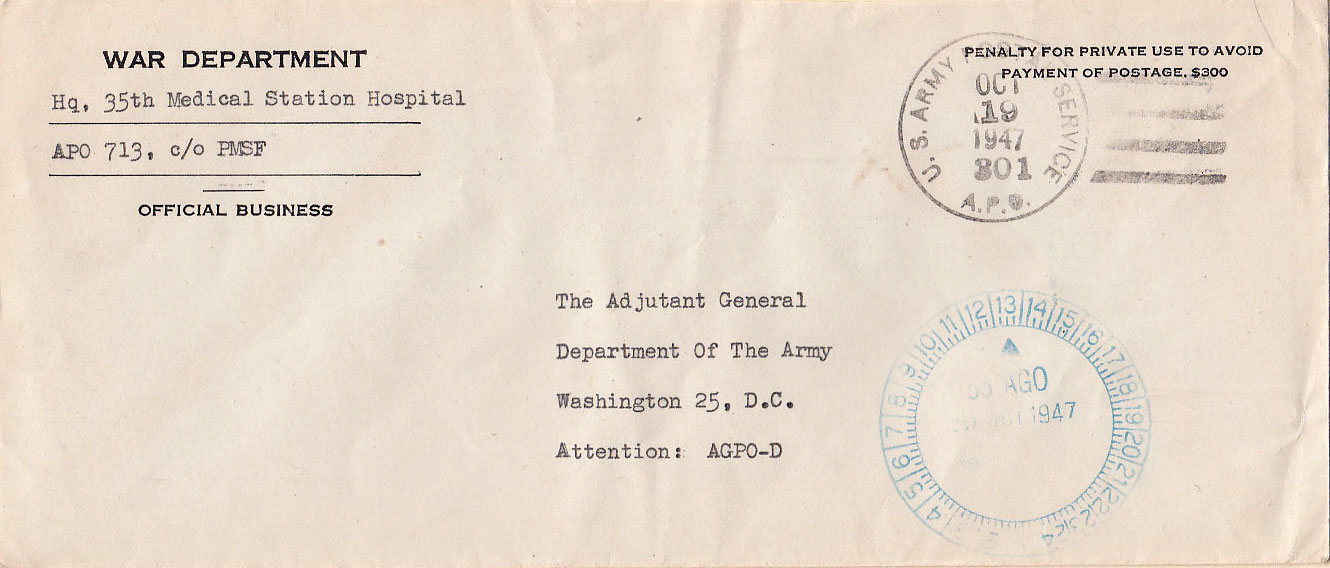 WAR DEPARTMENT
Hq, 35th Medical Station Hospital
APO 713, c/o PMSF
OFFICIAL BUSINESS
PENALTY FOR PRIVATE USE TO AVOID
PAYMENT OF POSTAGE, $300
U. S. ARMY SERVICE
OCT
19
1947
801
A.P.O.
The Adjutant General
Department Of The Army
Washington 25, D.C.
Attention: AGPO-D
4 5 6 7 8 9 10 11 12 13 14 15 16 17 18 19 20 21 22 23 24
AGO
OCT 1947